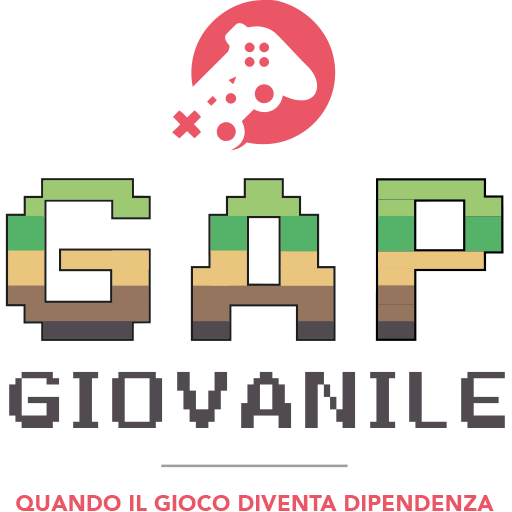 GAP
GIOVANILE
QUANDO IL GIOCO DIVENTA DIPENDENZA